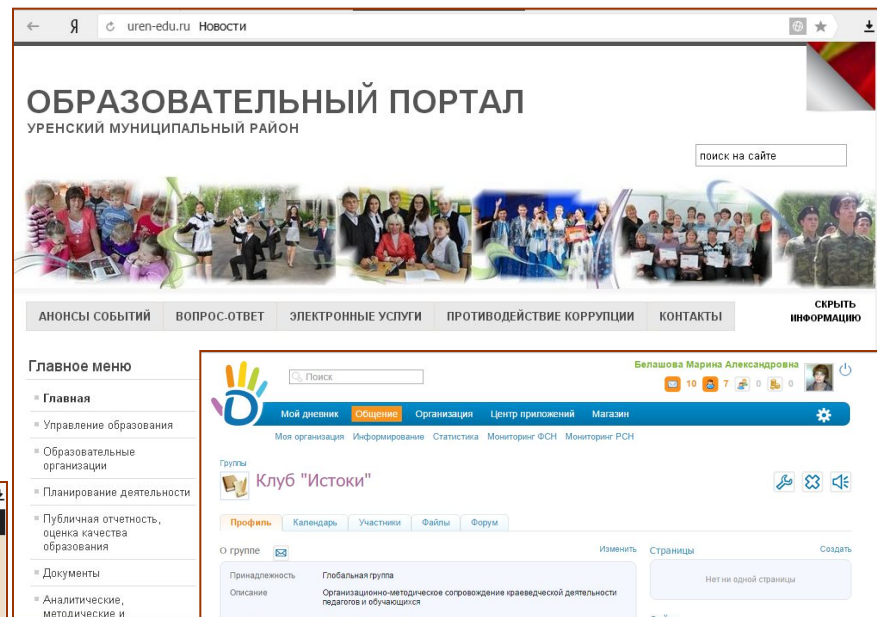 Я uren-edu.ru Новости
ОБРАЗОВАТЕЛЬНЫЙ ПОРТАЛ
УРЕНСКИЙ МУНИЦИПАЛЬНЫЙ РАЙОН
поиск на сайте
АНОНСЫ СОБЫТИЙ ВОПРОС-ОТВЕТ ЭЛЕКТРОННЫЕ УСЛУГИ ПРОТИВОДЕЙСТВИЕ КОРРУПЦИИ КОНТАКТЫ
СКРЫТЬ
ИНФОРМАЦИЮ
Главное меню
Главная
Управление образования
Образовательные
организации
Планирование деятельности
Публичная отчетность,
оценка качества
образования
Документы
Аналитические,
методические и
Поиск
Белашова Марина Александровна
10 7 0 0
Мой дневник Общение Организация Центр приложений Магазин
Моя организация Информирование Статистика Мониторинг ФСН Мониторинг РСН
Группы
Клуб "Истоки"
Профиль Календарь Участники Файлы Форум
О группе Изменить
Принадлежность Глобальная группа
Описание Организационно-методическое сопровождение краеведческой деятельности
педагогов и обучающихся
Страницы Создать
Нет ни одной страницы